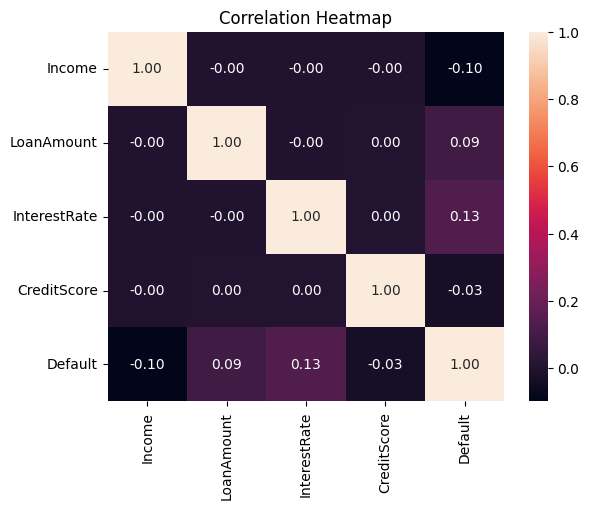 Correlation Heatmap
Income 1.00 -0.00 -0.00 -0.00 -0.10
LoanAmount -0.00 1.00 -0.00 0.00 0.09
InterestRate -0.00 -0.00 1.00 0.00 0.13
CreditScore -0.00 0.00 0.00 1.00 -0.03
Default -0.10 0.09 0.13 -0.03 1.00
Income LoanAmount InterestRate CreditScore Default
1.0
0.8
0.6
0.4
0.2
0.0